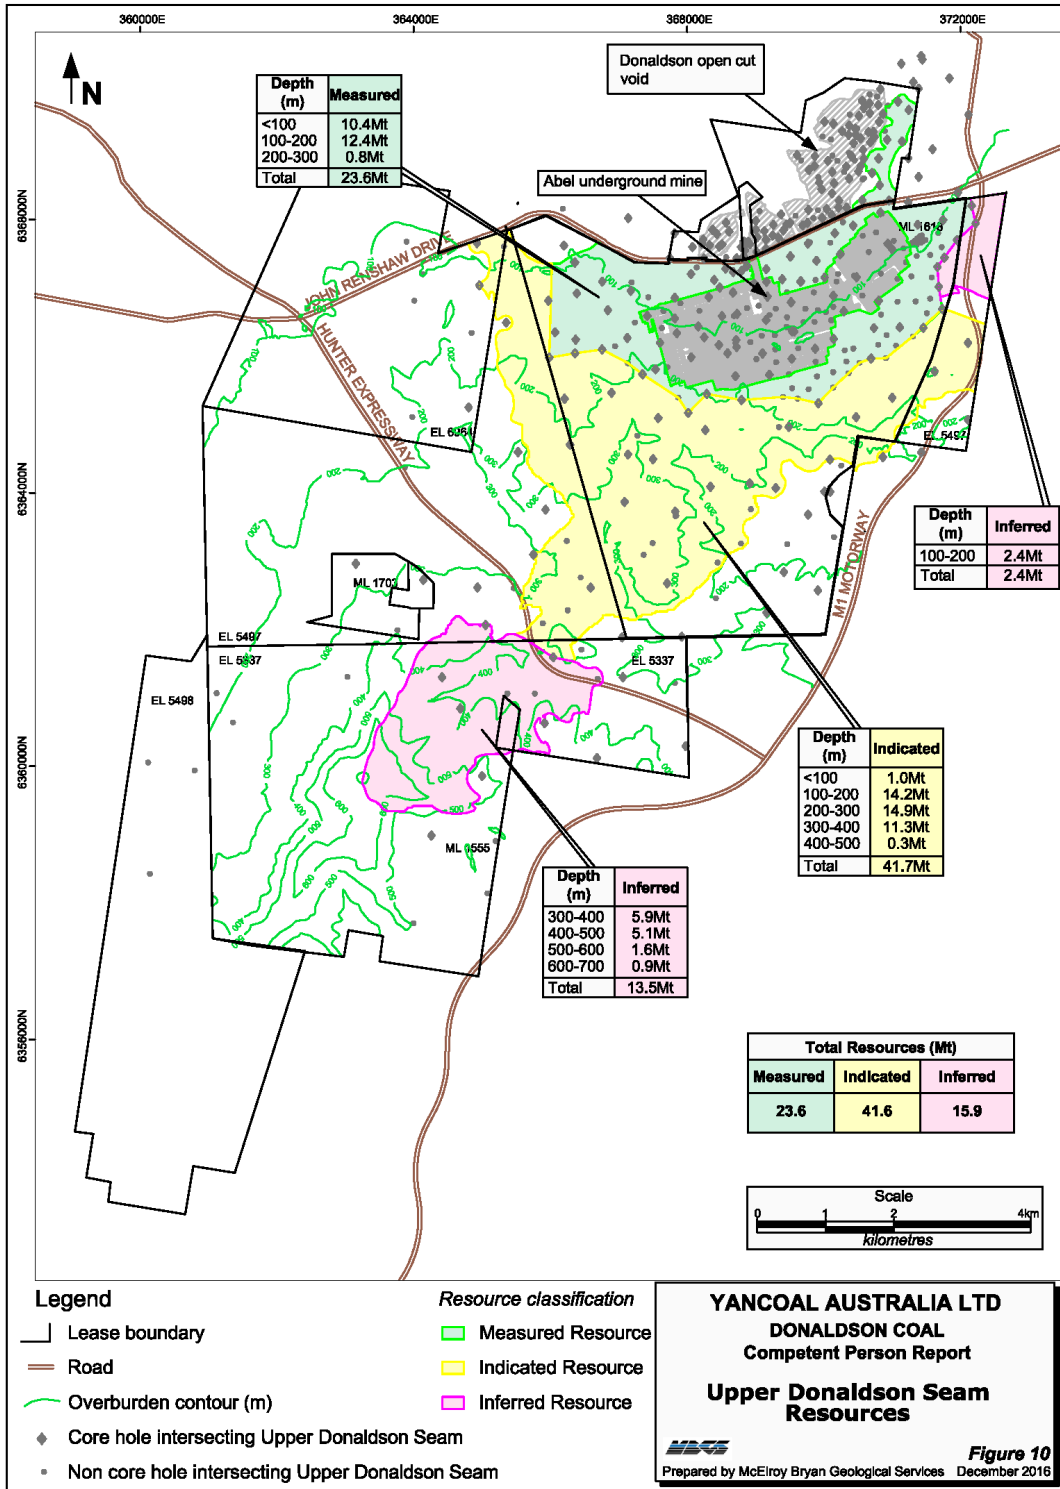 360000E
364000E
368000E
372000E
6368000N
6364000N
6360000N
6356000N
N
Donaldson open cut
void
Abel underground mine
Depth (m) Measured
<100 10.4Mt
100-200 12.4Mt
200-300 0.8Mt
Total 23.6Mt
JOHN RENSHAW DRIVE
HUNTER EXPRESSWAY
M1 MOTORWAY
ML 1618
EL 6964
EL 5497
ML 1703
EL 5497
EL 5337
EL 5337
EL 5498
ML 1555
Depth (m) Inferred
100-200 2.4Mt
Total 2.4Mt
Depth (m) Indicated
<100 1.0Mt
100-200 14.2Mt
200-300 14.9Mt
300-400 11.3Mt
400-500 0.3Mt
Total 41.7Mt
Depth (m) Inferred
300-400 5.9Mt
400-500 5.1Mt
500-600 1.6Mt
600-700 0.9Mt
Total 13.5Mt
Total Resources (Mt)
Measured Indicated Inferred
23.6 41.6 15.9
Scale
0 1 2 4km
kilometres
Legend
Lease boundary
Road
Overburden contour (m)
Core hole intersecting Upper Donaldson Seam
Non core hole intersecting Upper Donaldson Seam
Resource classification
Measured Resource
Indicated Resource
Inferred Resource
YANCOAL AUSTRALIA LTD
DONALDSON COAL
Competent Person Report
Upper Donaldson Seam
Resources
MBGS
Figure 10
Prepared by McElroy Bryan Geological Services December 2016